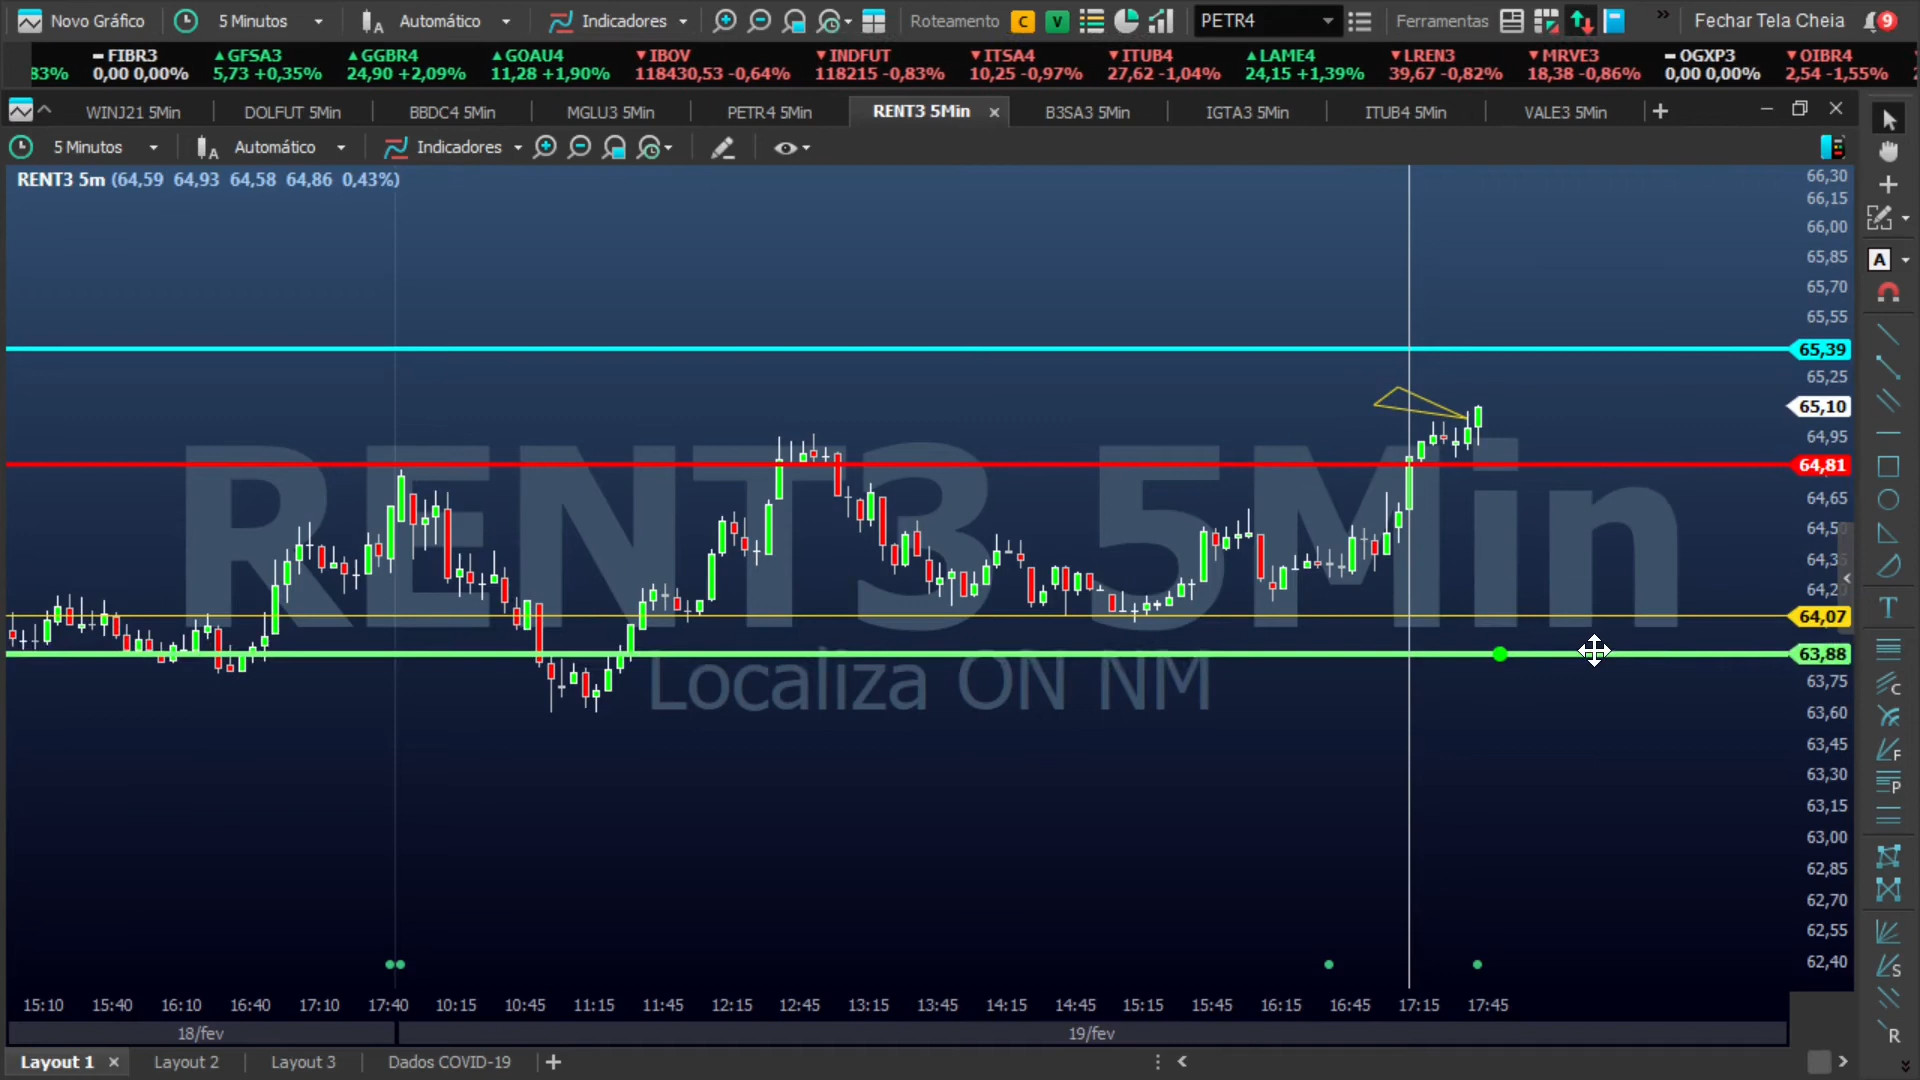 Novo Gráfico 5 Minutos Automático Indicadores Roteamento C V PETR4 Ferramentas Fechar Tela Cheia 9
FIBR3 GFSA3 GGBR4 GOAU4 IBOV INDFUT ITSA4 ITUB4 LAME4 LREN3 MRVE3 OGXP3 OIBR4
83% 0,00 0,00% 5,73 +0,35% 24,90 +2,09% 11,28 +1,90% 118430,53 -0,64% 118215 -0,83% 10,25 -0,97% 27,62 -1,04% 24,15 +1,39% 39,67 -0,82% 18,38 -0,86% 0,00 0,00% 2,54 -1,55%
WINJ21 5Min DOLFUT 5Min BBDC4 5Min MGLU3 5Min PETR4 5Min RENT3 5Min B3SA3 5Min IGTA3 5Min ITUB4 5Min VALE3 5Min
5 Minutos Automático Indicadores
RENT3 5m (64,59 64,93 64,58 64,86 0,43%)
66,30
66,15
66,00
65,85
65,70
65,55
65,39
65,25
65,10
64,95
64,81
64,65
64,50
64,35
64,20
64,07
63,88
63,75
63,60
63,45
63,30
63,15
63,00
62,85
62,70
62,55
62,40
RENT3 5Min
Localiza ON NM
A
T
C
F
P
S
R
15:10 15:40 16:10 16:40 17:10 17:40 10:15 10:45 11:15 11:45 12:15 12:45 13:15 13:45 14:15 14:45 15:15 15:45 16:15 16:45 17:15 17:45
18/fev 19/fev
Layout 1 Layout 2 Layout 3 Dados COVID-19